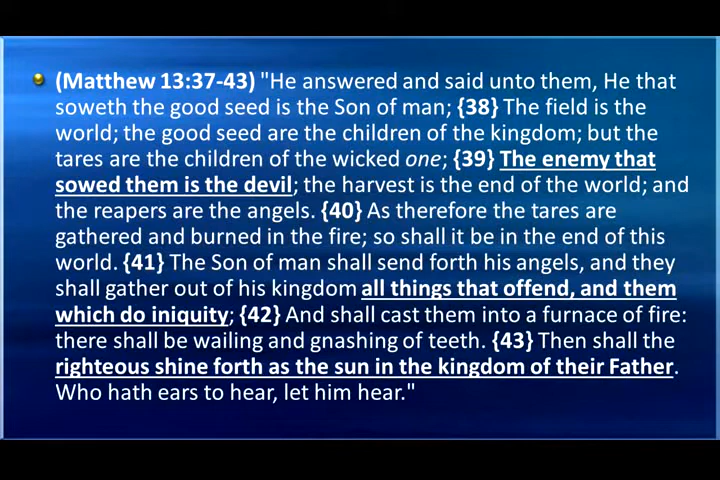 (Matthew 13:37-43) "He answered and said unto them, He that
soweth the good seed is the Son of man; {38} The field is the
world; the good seed are the children of the kingdom; but the
tares are the children of the wicked one; {39} The enemy that
sowed them is the devil; the harvest is the end of the world; and
the reapers are the angels. {40} As therefore the tares are
gathered and burned in the fire; so shall it be in the end of this
world. {41} The Son of man shall send forth his angels, and they
shall gather out of his kingdom all things that offend, and them
which do iniquity; {42} And shall cast them into a furnace of fire:
there shall be wailing and gnashing of teeth. {43} Then shall the
righteous shine forth as the sun in the kingdom of their Father.
Who hath ears to hear, let him hear."